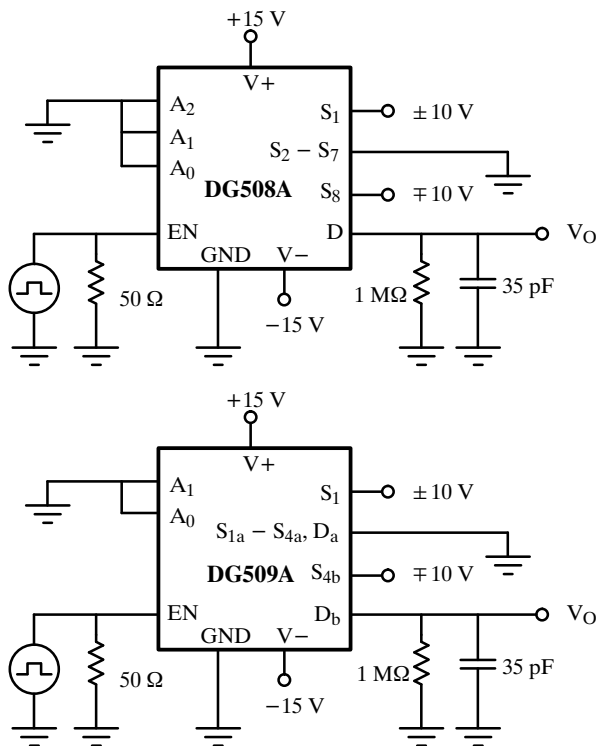 +15 V
V+
A2
S1
± 10 V
A1
S2 − S7
A0
DG508A
S8
∓ 10 V
EN
D
VO
GND
V−
50 Ω
1 MΩ
35 pF
−15 V
+15 V
V+
A1
S1
± 10 V
A0
S1a − S4a, Da
DG509A
S4b
∓ 10 V
EN
Db
VO
GND
V−
50 Ω
1 MΩ
35 pF
−15 V